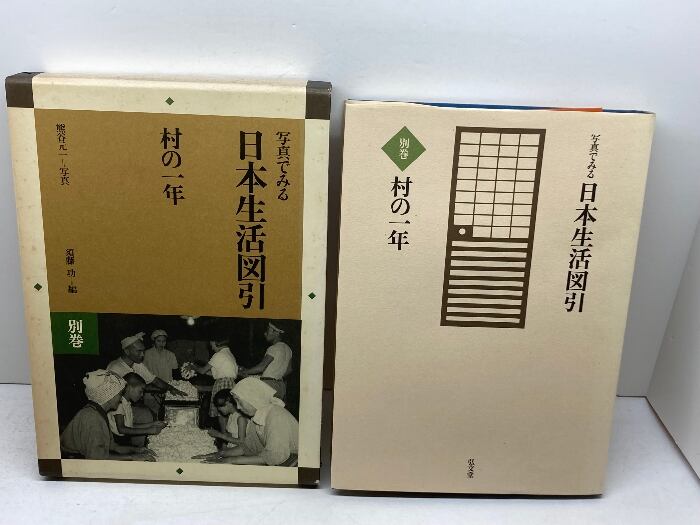 写真でみる
日本生活図引
村の一年
熊谷元一=写真
須藤 功=編
別巻
写真でみる
日本生活図引
別巻
村の一年
弘文堂